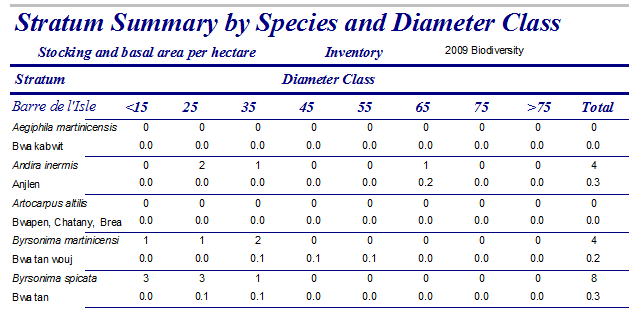 Stratum Summary by Species and Diameter Class
Stocking and basal area per hectare Inventory 2009 Biodiversity
Stratum Diameter Class
Barre de l'Isle <15 25 35 45 55 65 75 >75 Total
Aegiphila martinicensis 0 0 0 0 0 0 0 0 0
Bwa kabwit 0.0 0.0 0.0 0.0 0.0 0.0 0.0 0.0 0.0
Andira inermis 0 2 1 0 0 1 0 0 4
Anjlen 0.0 0.0 0.0 0.0 0.0 0.2 0.0 0.0 0.3
Artocarpus altilis 0 0 0 0 0 0 0 0 0
Bwapen, Chatany, Brea 0.0 0.0 0.0 0.0 0.0 0.0 0.0 0.0 0.0
Byrsonima martinicensi 1 1 2 0 0 0 0 0 4
Bwa tan wouj 0.0 0.0 0.1 0.1 0.1 0.0 0.0 0.0 0.2
Byrsonima spicata 3 3 1 0 0 0 0 0 8
Bwa tan 0.0 0.1 0.1 0.0 0.0 0.0 0.0 0.0 0.3